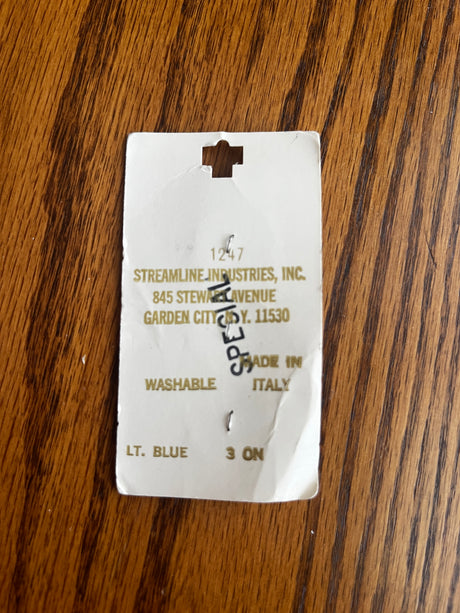 1247
STREAMLINE INDUSTRIES, INC.
845 STEWART AVENUE
GARDEN CITY, N.Y. 11530
SPECIAL
MADE IN
WASHABLE ITALY
LT. BLUE 3 ON